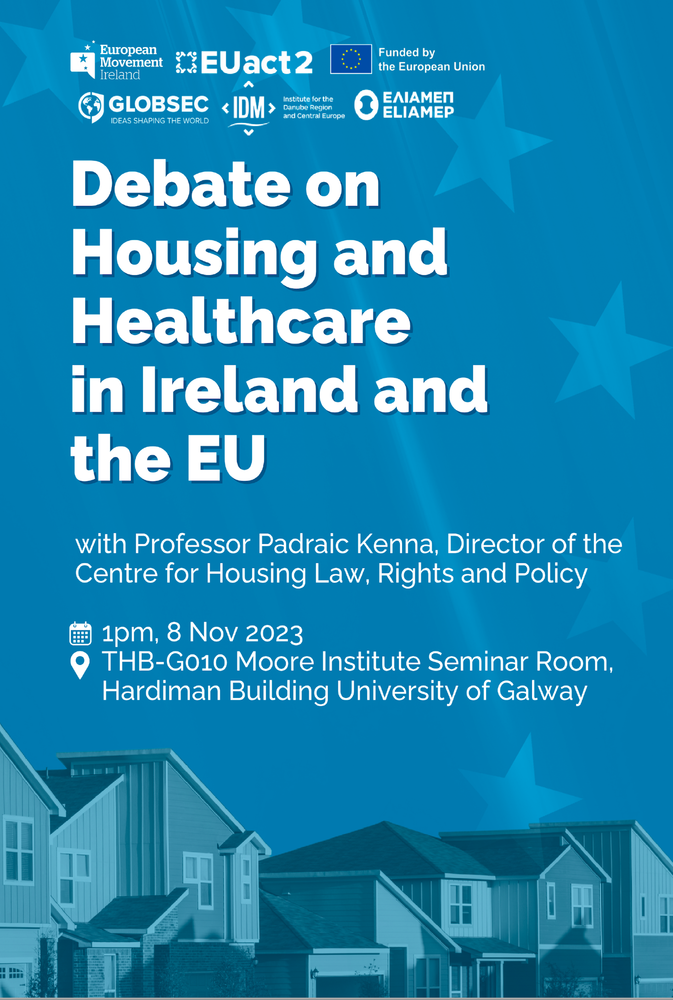 European
Movement
Ireland
EUact2
Funded by
the European Union
GLOBSEC
IDEAS SHAPING THE WORLD
IDM
Institute for the
Danube Region
and Central Europe
ΕΛΙΑΜΕΠ
ELIAMEP
Debate on
Housing and
Healthcare
in Ireland and
the EU
with Professor Padraic Kenna, Director of the
Centre for Housing Law, Rights and Policy
1pm, 8 Nov 2023
THB-G010 Moore Institute Seminar Room,
Hardiman Building University of Galway